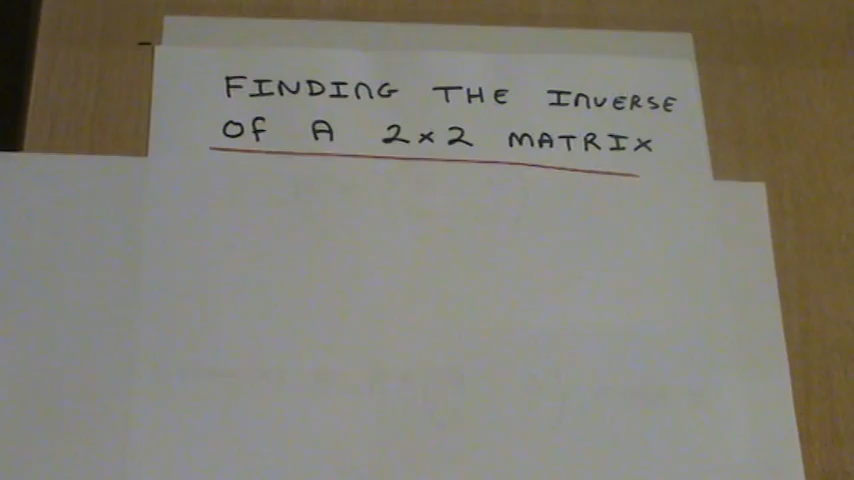 FINDING THE INVERSE
OF A 2×2 MATRIX